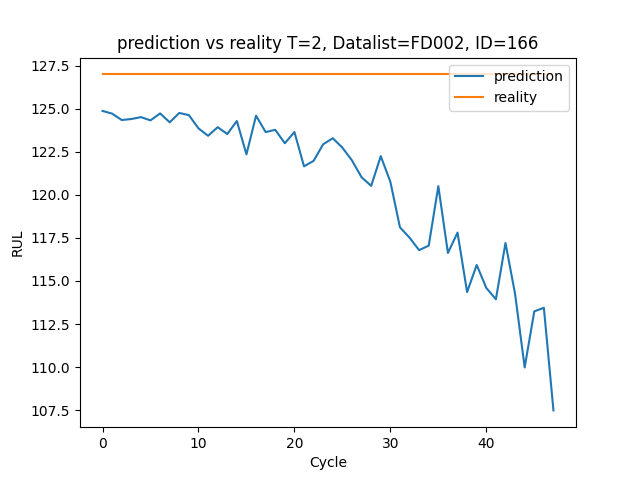 prediction vs reality T=2, Datalist=FD002, ID=166
127.5
125.0
122.5
120.0
117.5
115.0
112.5
110.0
107.5
RUL
prediction
reality
0
10
20
30
40
Cycle